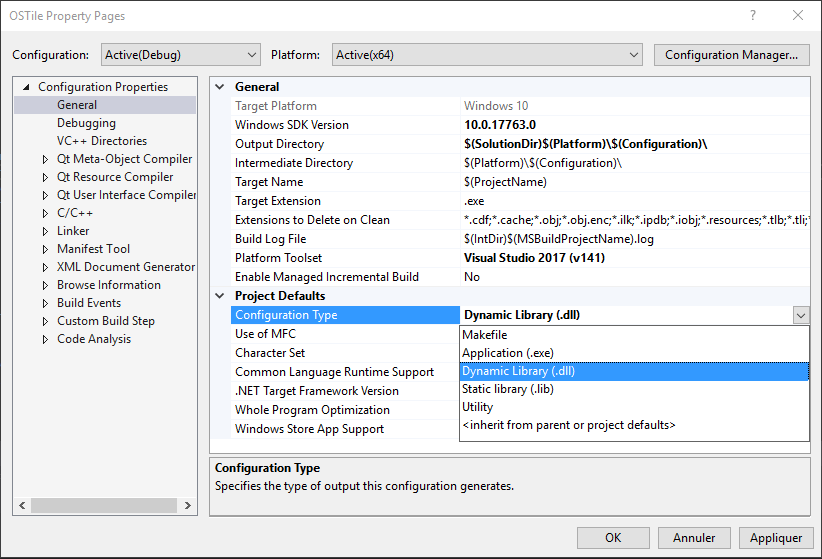 OSTile Property Pages
Configuration: Active(Debug) Platform: Active(x64) Configuration Manager...
Configuration Properties
General
Debugging
VC++ Directories
Qt Meta-Object Compiler
Qt Resource Compiler
Qt User Interface Compiler
C/C++
Linker
Manifest Tool
XML Document Generator
Browse Information
Build Events
Custom Build Step
Code Analysis
General
Target Platform Windows 10
Windows SDK Version 10.0.17763.0
Output Directory $(SolutionDir)$(Platform)\$(Configuration)\
Intermediate Directory $(Platform)\$(Configuration)\
Target Name $(ProjectName)
Target Extension .exe
Extensions to Delete on Clean *.cdf;*.cache;*.obj;*.obj.enc;*.ilk;*.ipdb;*.iobj;*.resources;*.tlb;*.tli;*
Build Log File $(IntDir)$(MSBuildProjectName).log
Platform Toolset Visual Studio 2017 (v141)
Enable Managed Incremental Build No
Project Defaults
Configuration Type Dynamic Library (.dll)
Use of MFC
Character Set
Common Language Runtime Support
.NET Target Framework Version
Whole Program Optimization
Windows Store App Support
Makefile
Application (.exe)
Dynamic Library (.dll)
Static library (.lib)
Utility
<inherit from parent or project defaults>
Configuration Type
Specifies the type of output this configuration generates.
OK Annuler Appliquer